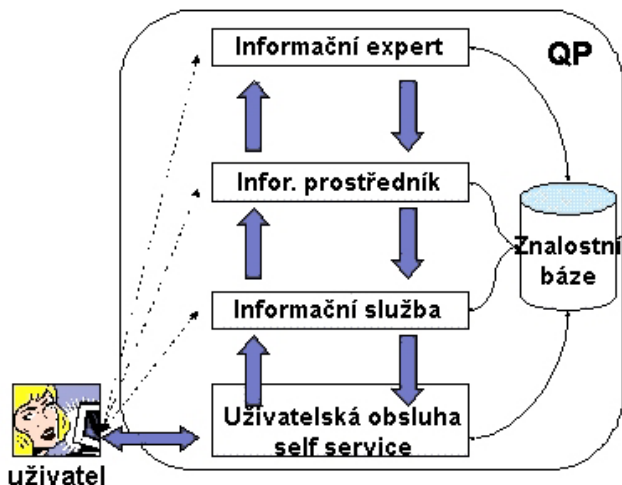 Informační expert
QP
Infor. prostředník
Znalostní
báze
Informační služba
Uživatelská obsluha
self service
uživatel